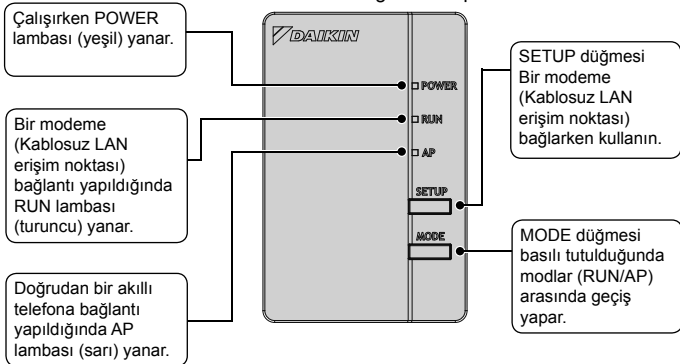 Çalışırken POWER
lambası (yeşil) yanar.
Bir modeme
(Kablosuz LAN
erişim noktası)
bağlantı yapıldığında
RUN lambası
(turuncu) yanar.
Doğrudan bir akıllı
telefona bağlantı
yapıldığında AP
lambası (sarı) yanar.
DAIKIN
POWER
RUN
AP
SETUP
MODE
SETUP düğmesi
Bir modeme
(Kablosuz LAN
erişim noktası)
bağlarken kullanın.
MODE düğmesi
basılı tutulduğunda
modlar (RUN/AP)
arasında geçiş
yapar.